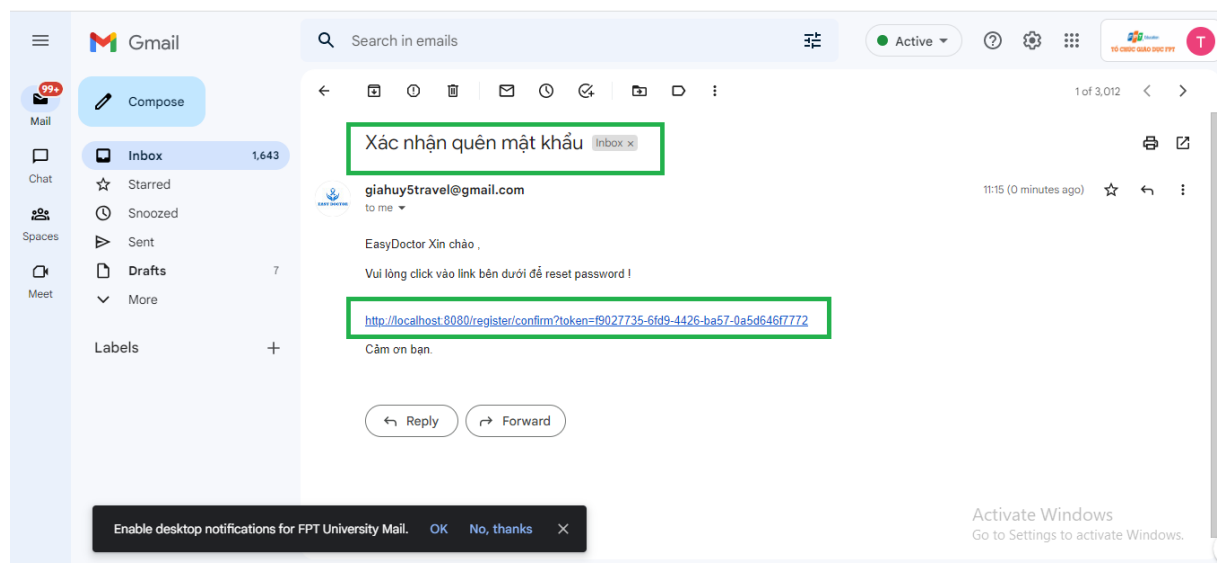 Gmail
Search in emails
Active
Education
TỔ CHỨC GIÁO DỤC FPT
T
99+
Mail
Compose
1 of 3,012
Chat
Inbox 1,643
Xác nhận quên mật khẩu Inbox ×
Starred
giahuy5travel@gmail.com 11:15 (0 minutes ago)
EASY DOCTOR
to me
Spaces
Snoozed
Sent
EasyDoctor Xin chào ,
Meet
Drafts 7
Vui lòng click vào link bên dưới để reset password !
More
http://localhost:8080/register/confirm?token=f9027735-6fd9-4426-ba57-0a5d646f7772
Labels
Cảm ơn bạn.
Reply
Forward
Enable desktop notifications for FPT University Mail. OK No, thanks
Activate Windows
Go to Settings to activate Windows.